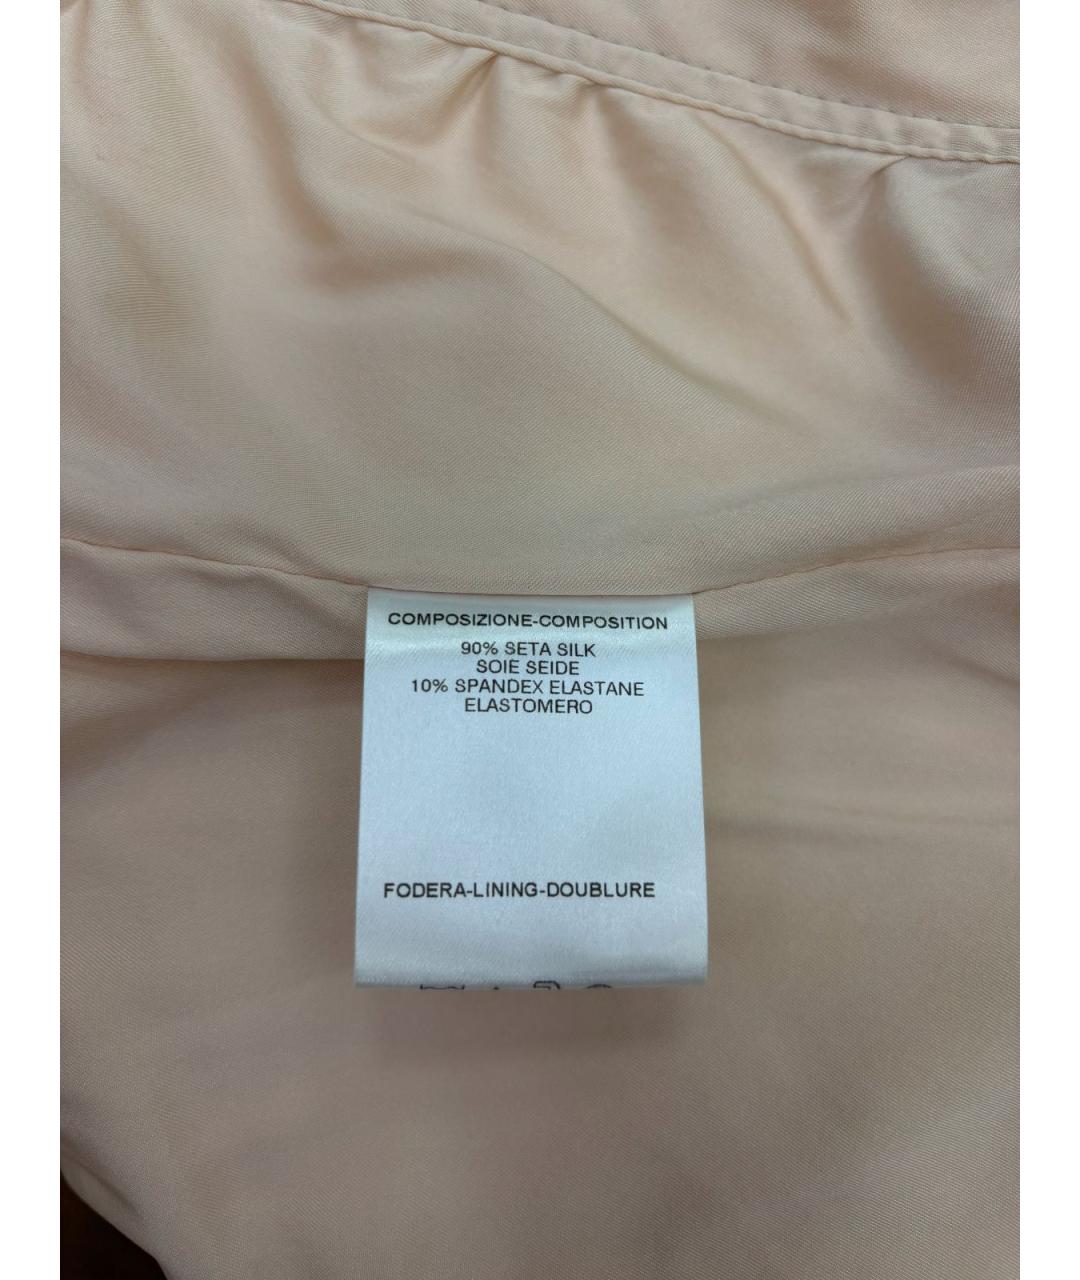 COMPOSIZIONE-COMPOSITION
90% SETA SILK
SOIE SEIDE
10% SPANDEX ELASTANE
ELASTOMERO
FODERA-LINING-DOUBLURE